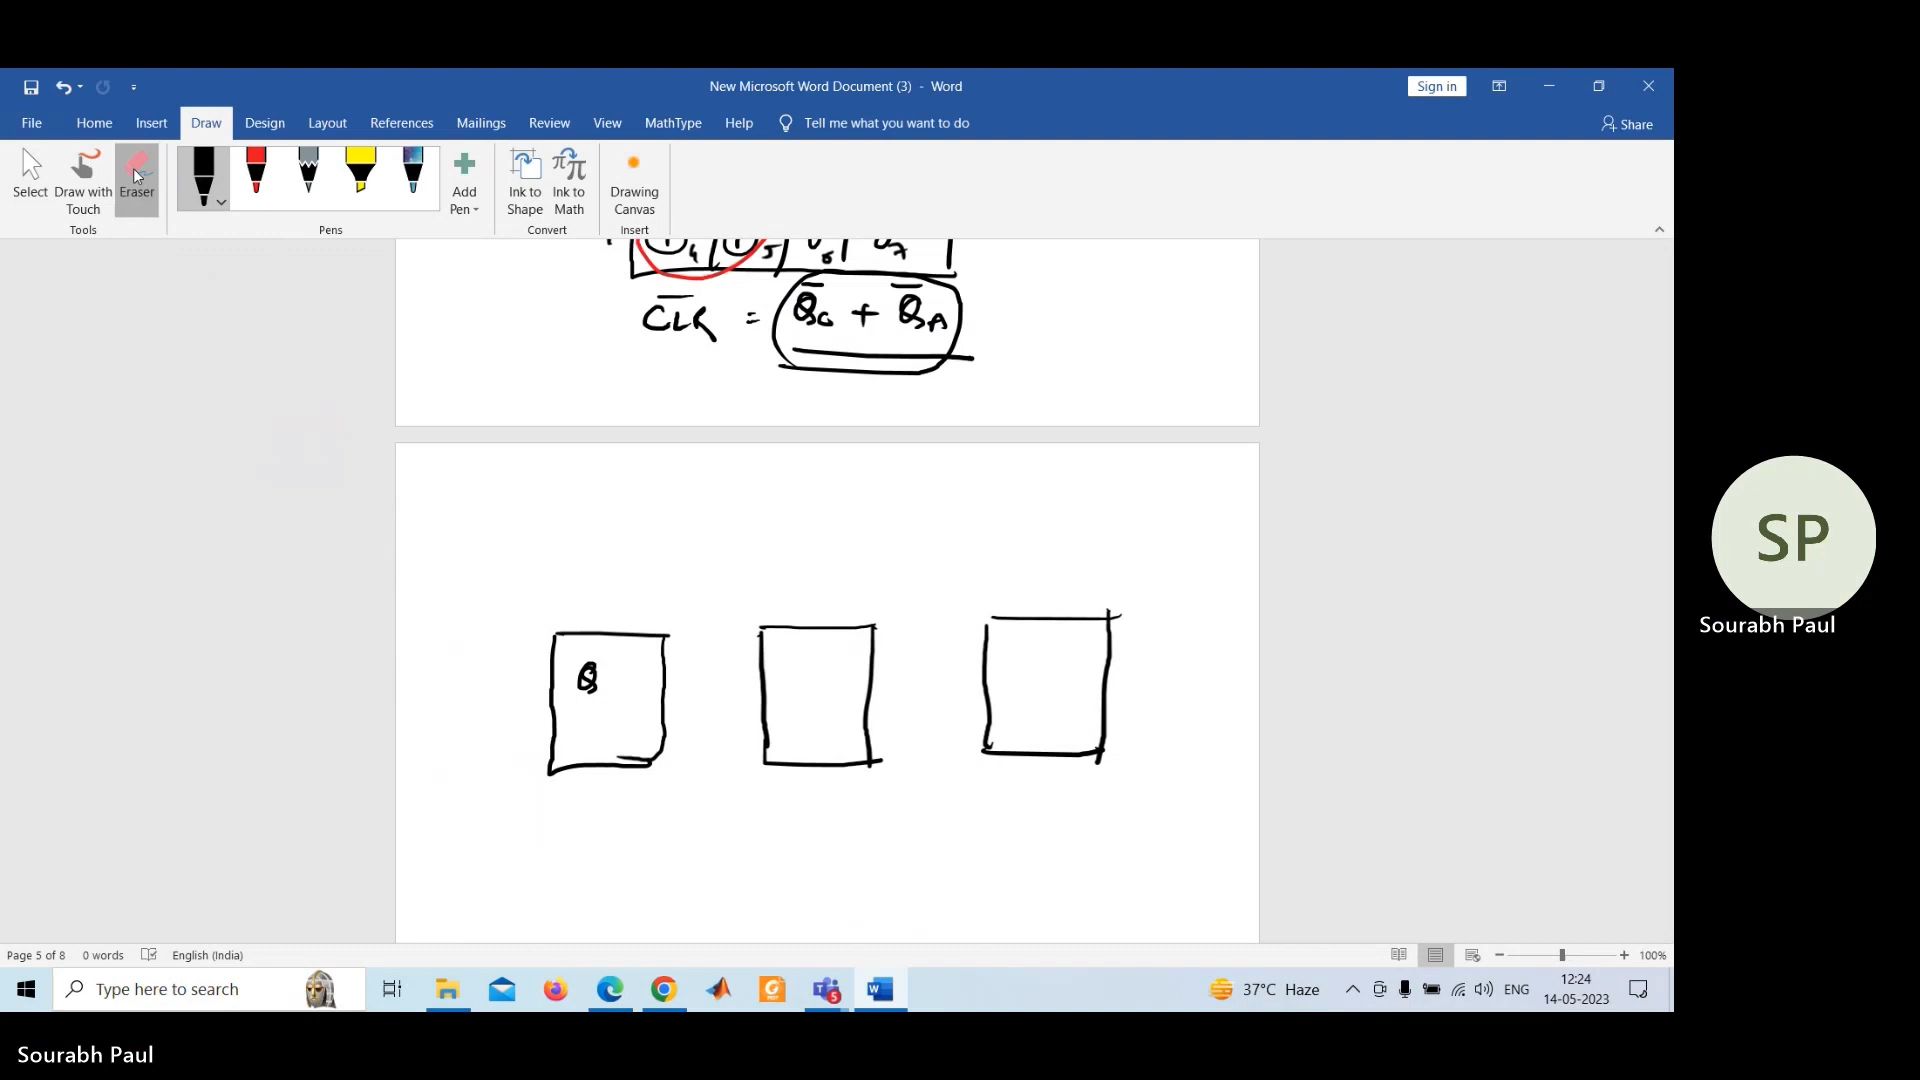 New Microsoft Word Document (3) - Word
Sign in
File Home Insert Draw Design Layout References Mailings Review View MathType Help Tell me what you want to do
Share
Select Draw with Touch Eraser
Add Pen
Ink to Shape
Ink to Math
Drawing Canvas
Tools Pens Convert Insert
C̅L̅R̅ = Q̅C + Q̅A
Q
SP
Sourabh Paul
Page 5 of 8 0 words English (India)
100%
Type here to search
5
37°C Haze
ENG
12:24
14-05-2023
Sourabh Paul